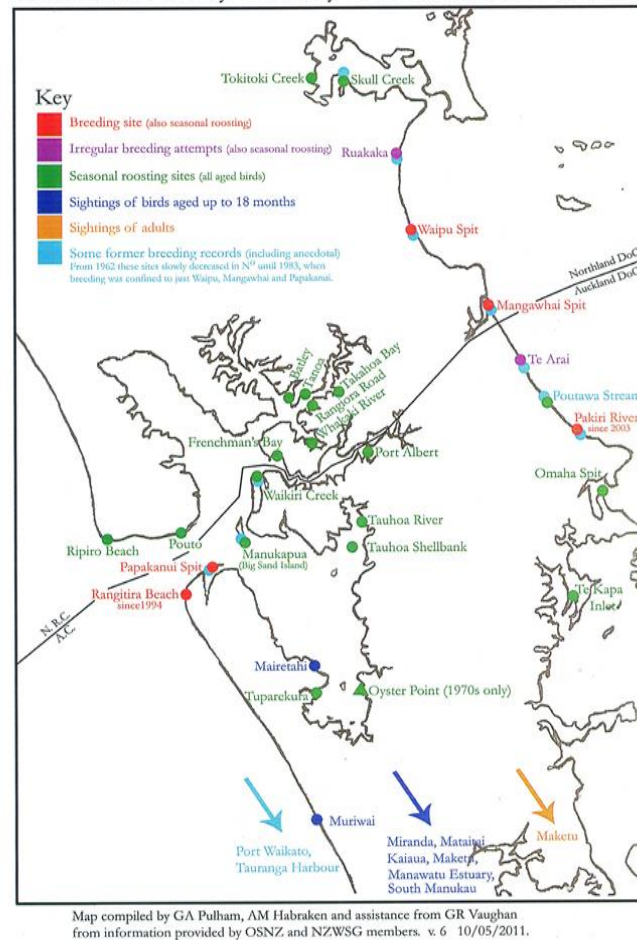 Tokitoki Creek
Skull Creek
Key
Breeding site (also seasonal roosting)
Irregular breeding attempts (also seasonal roosting)
Seasonal roosting sites (all aged birds)
Sightings of birds aged up to 18 months
Sightings of adults
Some former breeding records (including anecdotal)
From 1962 these sites slowly decreased in Nº until 1983, when
breeding was confined to just Waipu, Mangawhai and Papakanai.
Ruakaka
Waipu Spit
Northland DoC
Auckland DoC
Mangawhai Spit
Te Arai
Poutawa Stream
Pakiri River
since 2003
Omaha Spit
Batley
Tanoa
Takahoa Bay
Rangiora Road
Whakaki River
Frenchman's Bay
Port Albert
Waikiri Creek
Tauhoa River
Tauhoa Shellbank
Ripiro Beach
Pouto
Manukapua
(Big Sand Island)
Papakanui Spit
Rangitira Beach
since1994
N. R.C.
A.C.
Te Kapa
Inlet
Mairetahi
Tuparekura
Oyster Point (1970s only)
Muriwai
Port Waikato,
Tauranga Harbour
Miranda, Mataitai
Kaiaua, Maketu,
Manawatu Estuary,
South Manukau
Maketu
Map compiled by GA Pulham, AM Habraken and assistance from GR Vaughan
from information provided by OSNZ and NZWSG members. v. 6 10/05/2011.